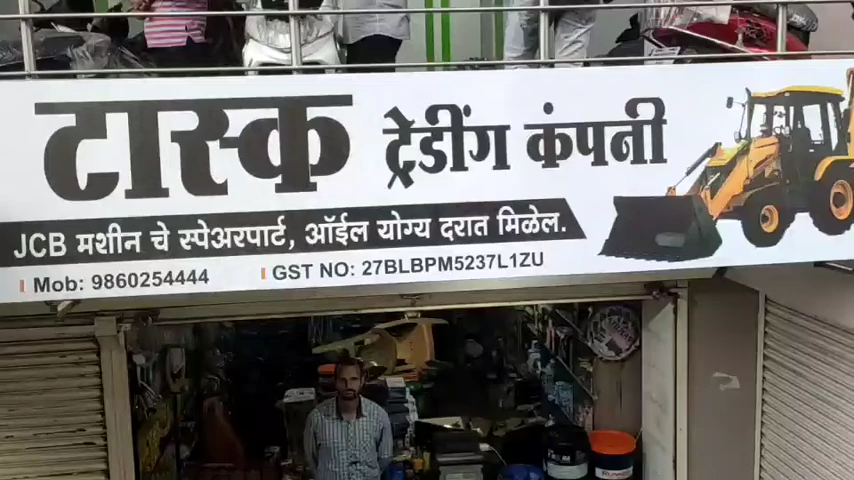 टास्क ट्रेडींग कंपनी
JCB मशीन चे स्पेअरपार्ट, ऑईल योग्य दरात मिळेल.
Mob: 9860254444 GST NO: 27BLBPM5237L1ZU